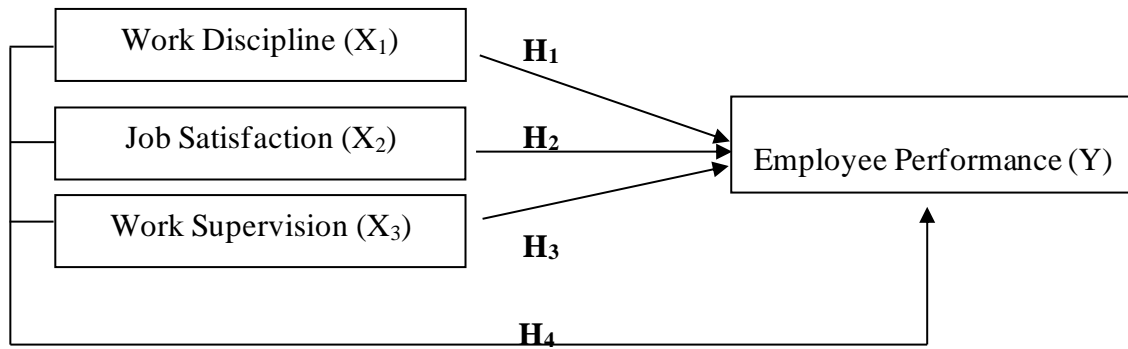 Work Discipline (X₁)
H₁
Job Satisfaction (X₂)
H₂
Employee Performance (Y)
Work Supervision (X₃)
H₃
H₄